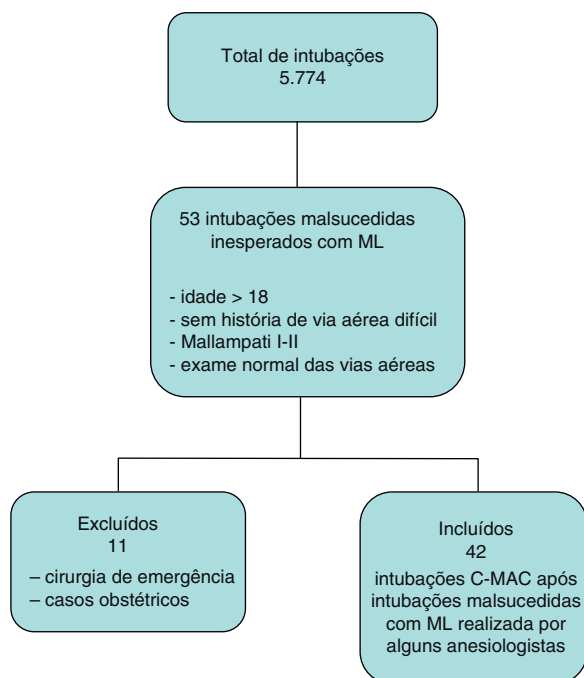 Total de intubações
5.774
53 intubações malsucedidas
inesperados com ML
- idade > 18
- sem história de via aérea difícil
- Mallampati I-II
- exame normal das vias aéreas
Excluídos
11
– cirurgia de emergência
– casos obstétricos
Incluídos
42
intubações C-MAC após
intubações malsucedidas
com ML realizada por
alguns anesiologistas